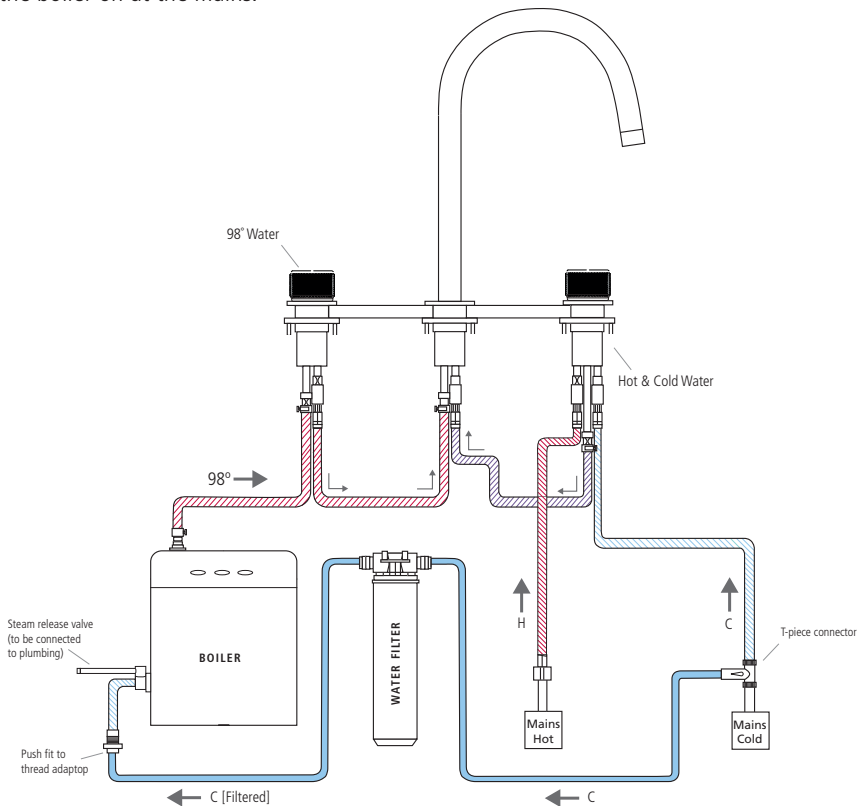 the boiler on at the mains.
98° Water
Hot & Cold Water
98º
H
C
Steam release valve
(to be connected
to plumbing)
BOILER
WATER FILTER
T-piece connector
Mains
Hot
Mains
Cold
Push fit to
thread adaptop
C [Filtered]
C